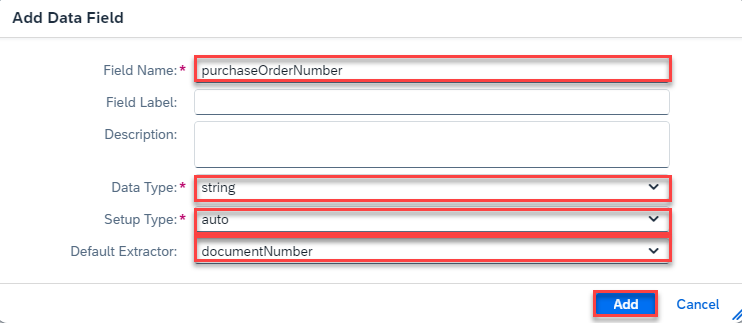 Add Data Field
Field Name:* purchaseOrderNumber
Field Label:
Description:
Data Type:* string
Setup Type:* auto
Default Extractor: documentNumber
Add Cancel